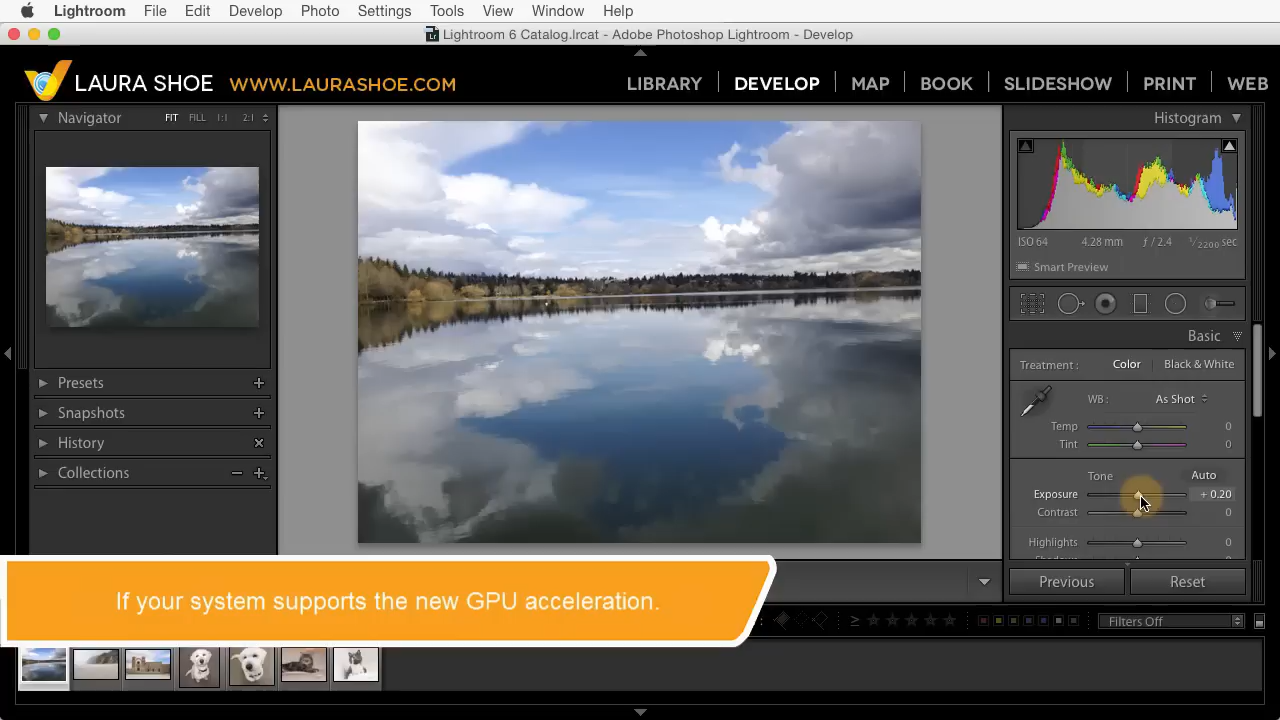 Lightroom File Edit Develop Photo Settings Tools View Window Help
Lightroom 6 Catalog.lrcat - Adobe Photoshop Lightroom - Develop
LAURA SHOE WWW.LAURASHOE.COM
LIBRARY DEVELOP MAP BOOK SLIDESHOW PRINT WEB
Navigator FIT FILL 1:1 2:1
Presets
Snapshots
History
Collections
Histogram
ISO 64 4.28 mm ƒ / 2.4 1/2200 sec
Smart Preview
Basic
Treatment : Color Black & White
WB : As Shot
Temp 0
Tint 0
Tone Auto
Exposure + 0.20
Contrast 0
Highlights 0
Previous Reset
If your system supports the new GPU acceleration.
Filters Off